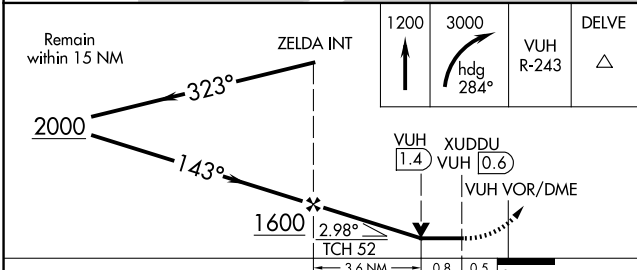 Remain
within 15 NM
ZELDA INT
1200
3000
hdg
284°
VUH
R-243
DELVE
323°
2000
143°
VUH
1.4
XUDDU
VUH 0.6
VUH VOR/DME
1600
2.98°
TCH 52
3.6 NM
0.8
0.5